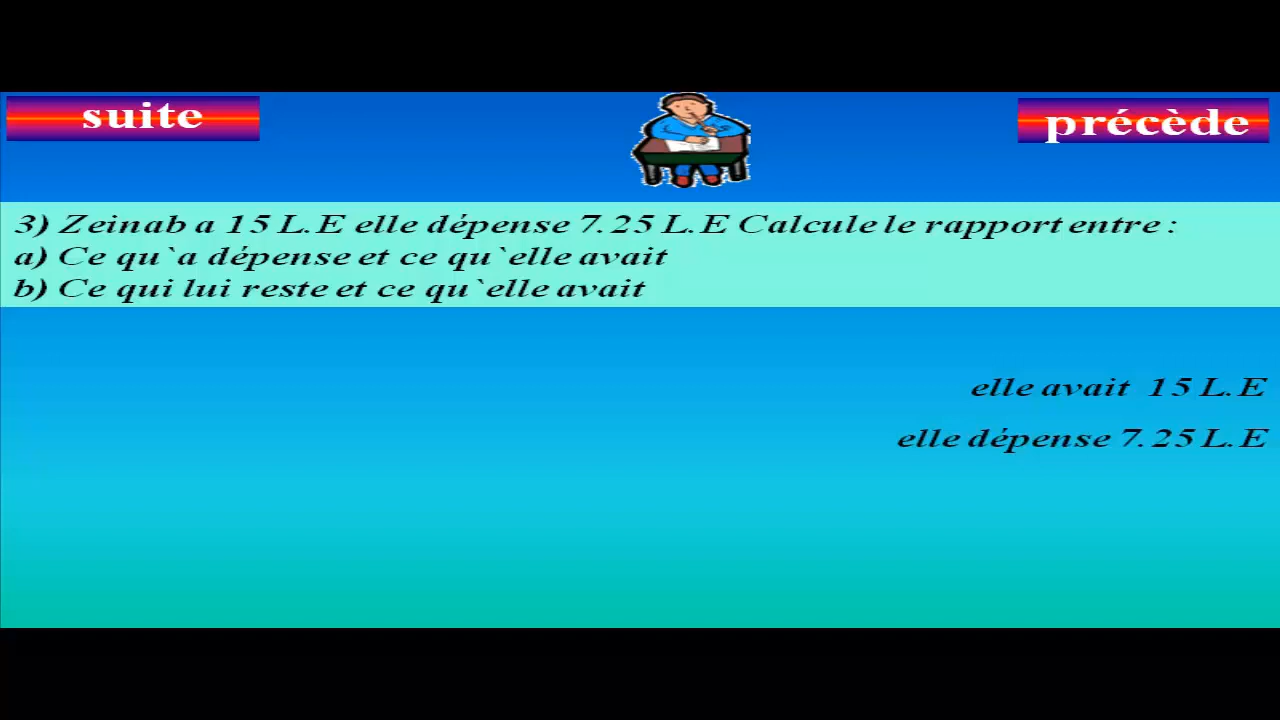 suite
précède
3) Zeinab a 15 L.E elle dépense 7.25 L.E Calcule le rapport entre :
a) Ce qu`a dépense et ce qu`elle avait
b) Ce qui lui reste et ce qu`elle avait
elle avait 15 L.E
elle dépense 7.25 L.E